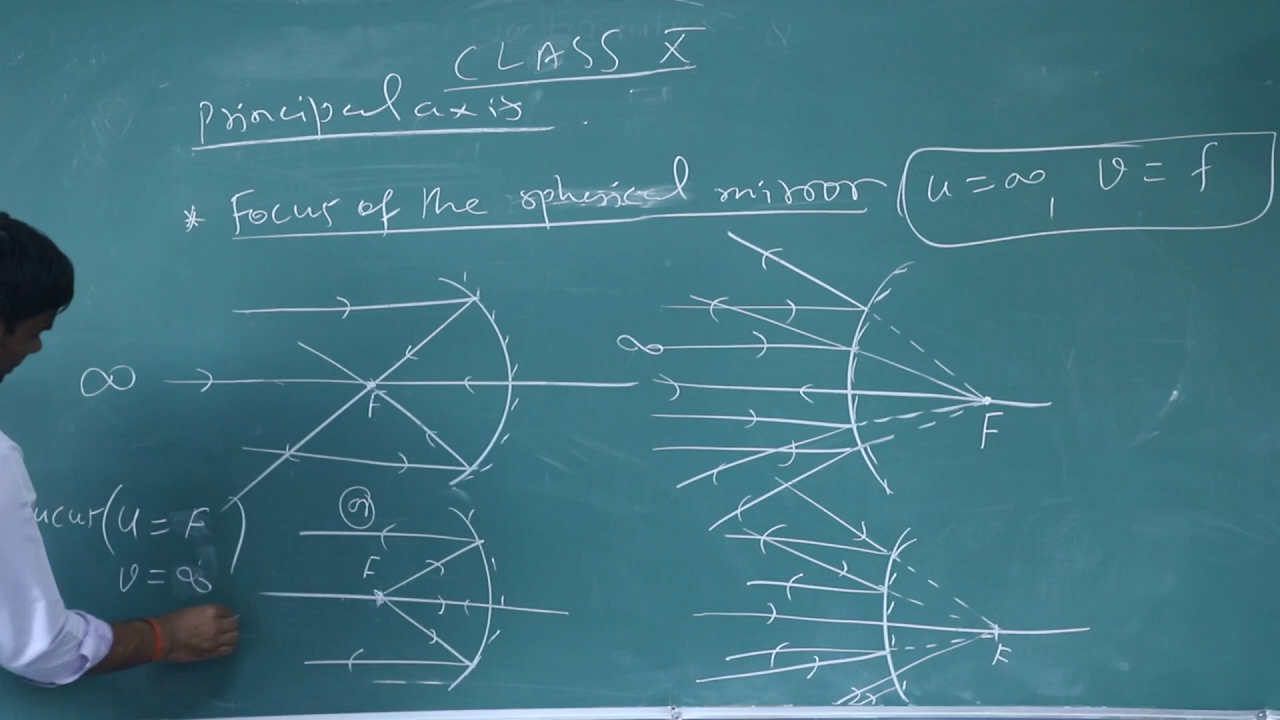 CLASS X
Principal axis
* Focus of the spherical mirror
u = ∞, v = f
∞
F
∞
F
(u = F
v = ∞)
F
F